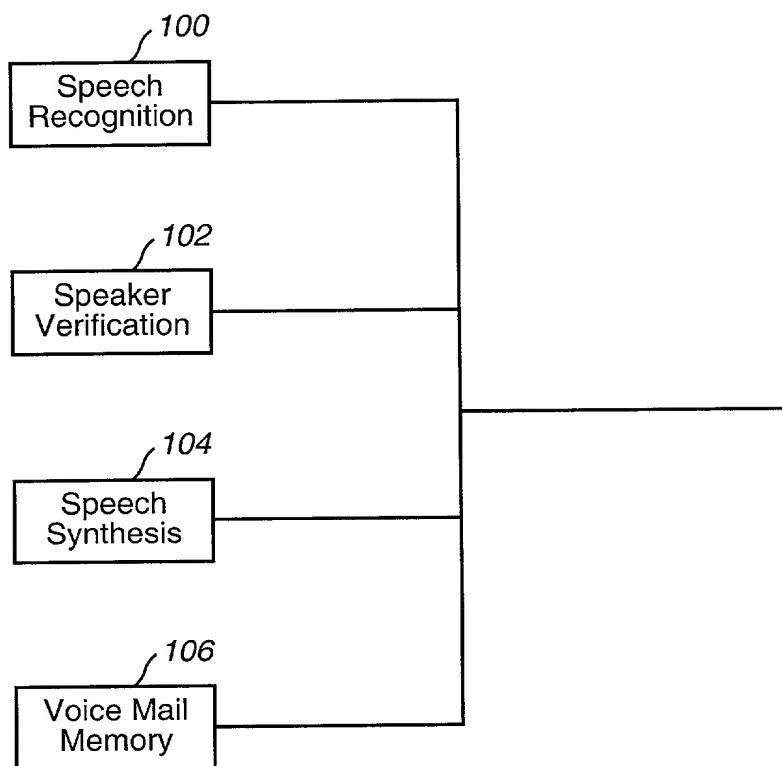 100
Speech
Recognition
102
Speaker
Verification
104
Speech
Synthesis
106
Voice Mail
Memory